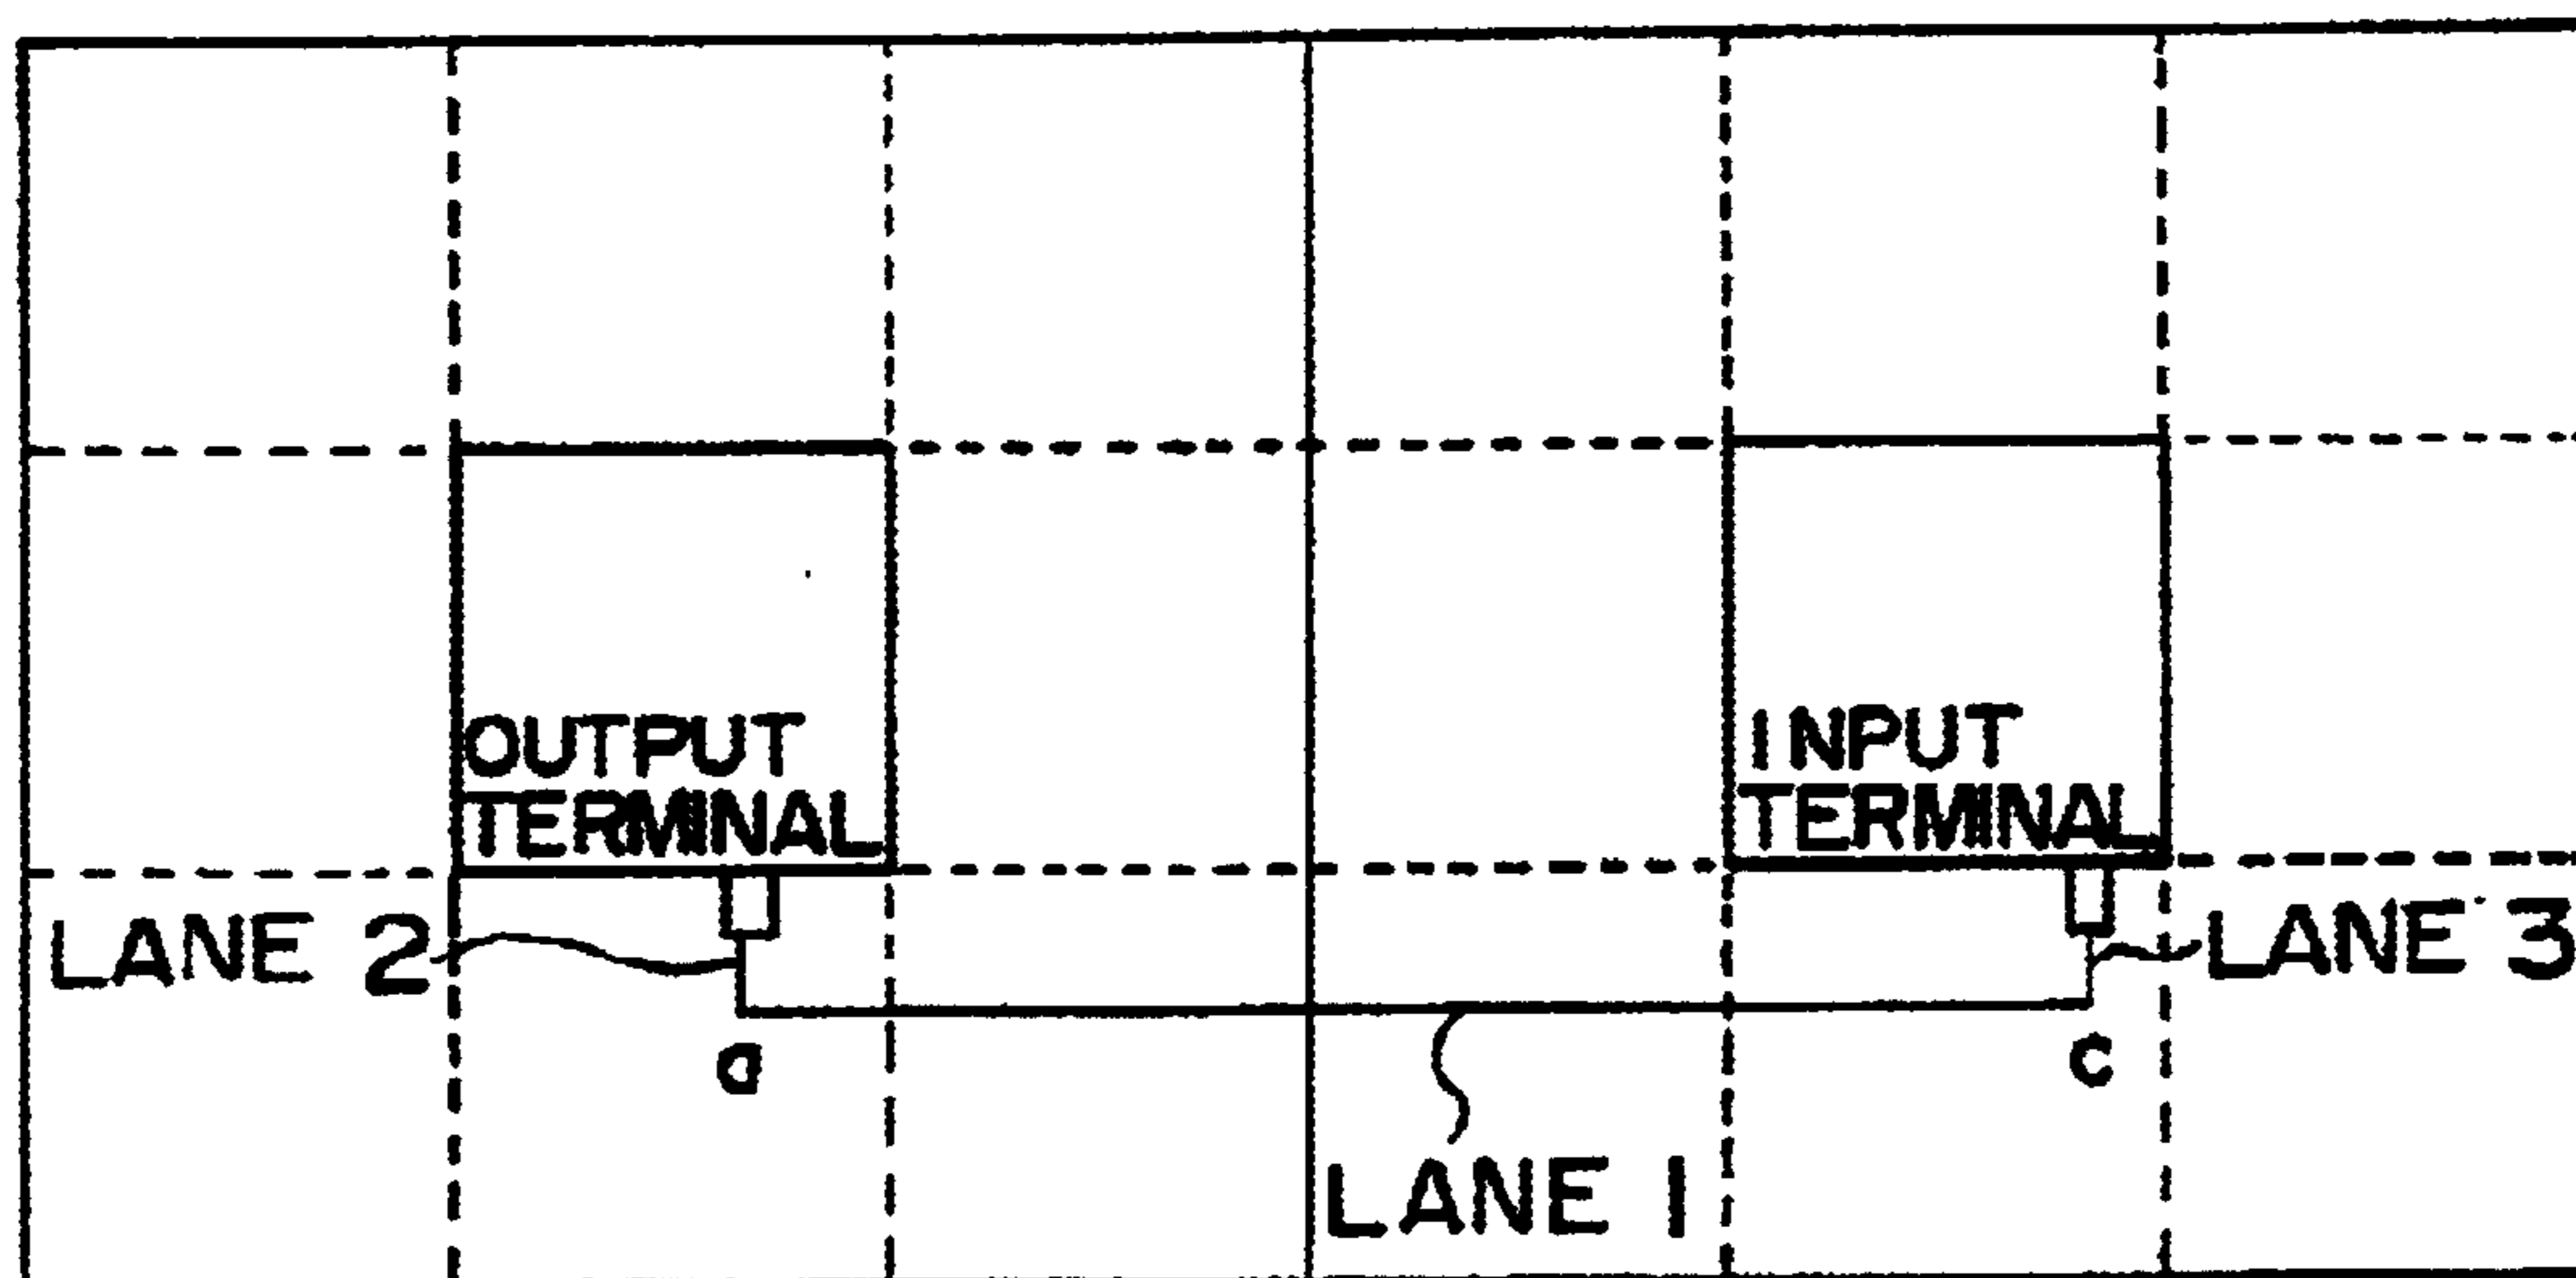 OUTPUT
TERMINAL
INPUT
TERMINAL
LANE 2
LANE 3
a
c
LANE 1